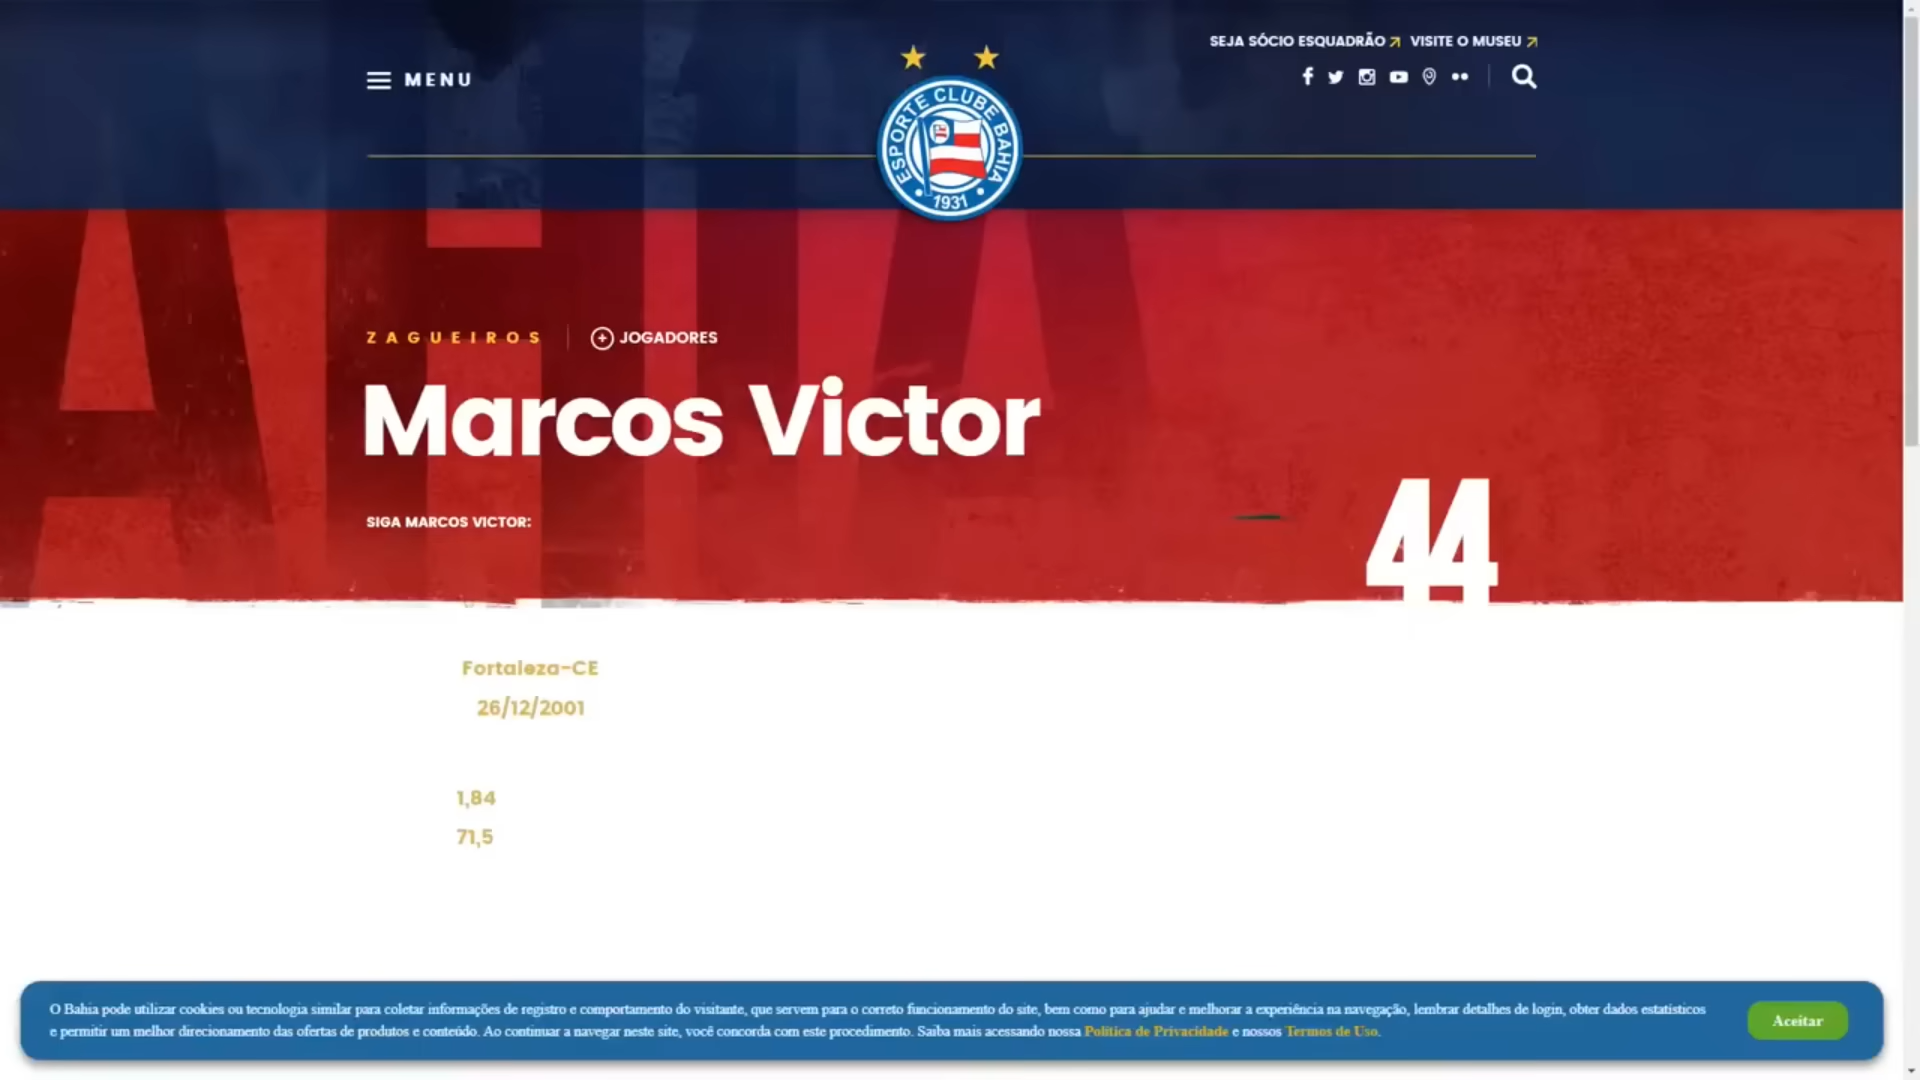 SEJA SÓCIO ESQUADRÃO VISITE O MUSEU
MENU
ESPORTE CLUBE BAHIA
1931
ZAGUEIROS
JOGADORES
Marcos Victor
44
SIGA MARCOS VICTOR:
Fortaleza-CE
26/12/2001
1,84
71,5
O Bahia pode utilizar cookies ou tecnologia similar para coletar informações de registro e comportamento do visitante, que servem para o correto funcionamento do site, bem como para ajudar e melhorar a experiência na navegação, lembrar detalhes de login, obter dados estatísticos
e permitir um melhor direcionamento das ofertas de produtos e conteúdo. Ao continuar a navegar neste site, você concorda com este procedimento. Saiba mais acessando nossa Política de Privacidade e nossos Termos de Uso.
Aceitar